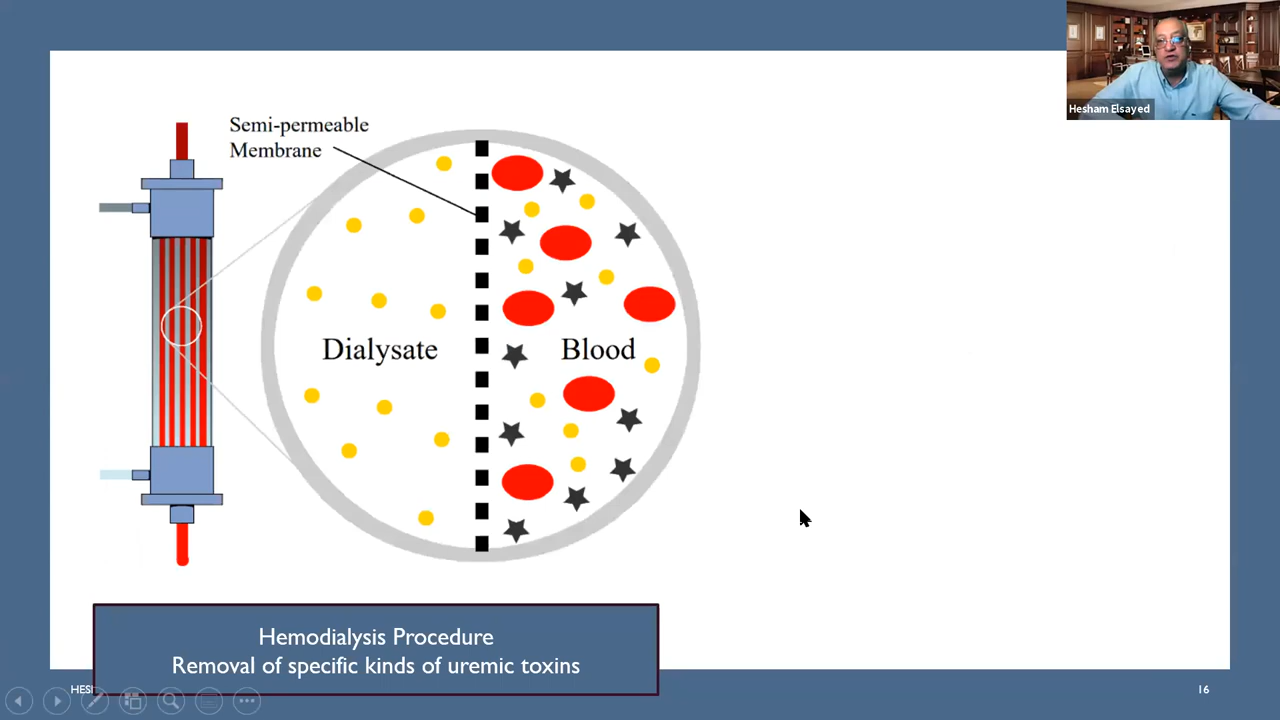 Hesham Elsayed
Semi-permeable
Membrane
Dialysate
Blood
Hemodialysis Procedure
Removal of specific kinds of uremic toxins
16